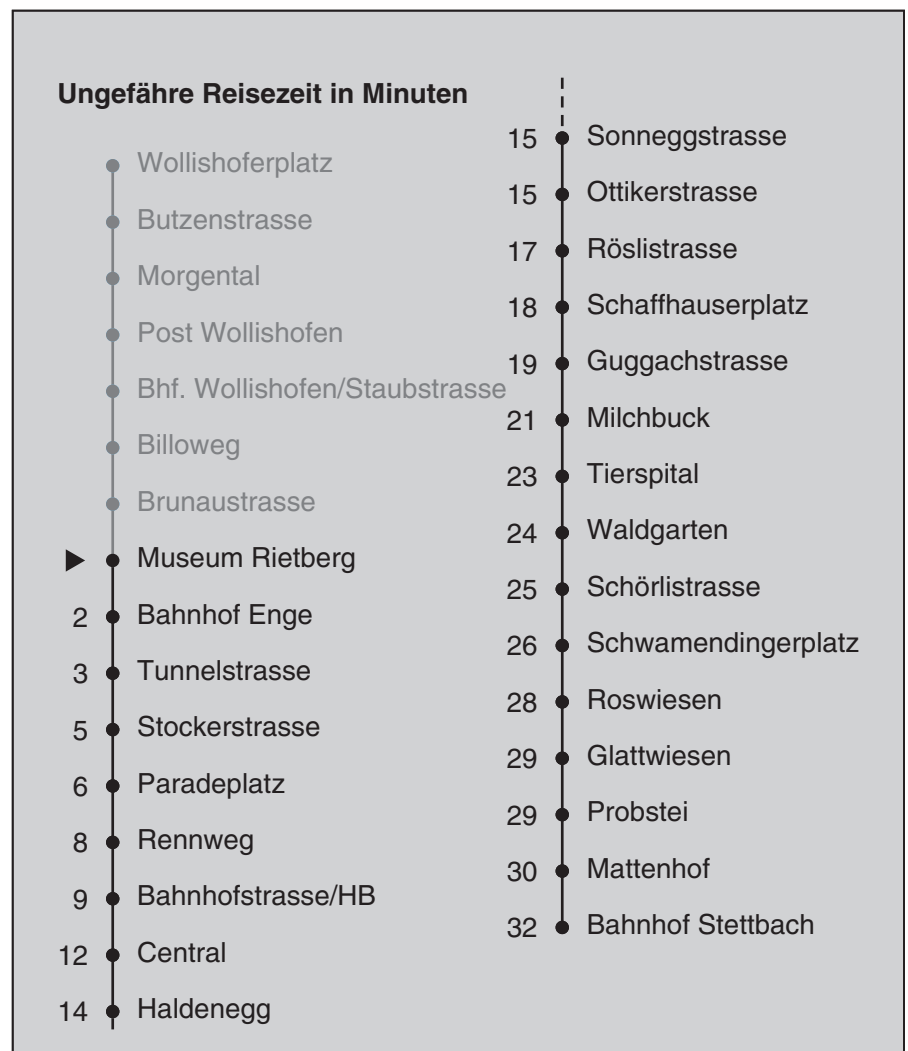 Ungefähre Reisezeit in Minuten
Wollishoferplatz
Butzenstrasse
Morgental
Post Wollishofen
Bhf. Wollishofen/Staubstrasse
Billoweg
Brunaustrasse
Museum Rietberg
2 Bahnhof Enge
3 Tunnelstrasse
5 Stockerstrasse
6 Paradeplatz
8 Rennweg
9 Bahnhofstrasse/HB
12 Central
14 Haldenegg
15 Sonneggstrasse
15 Ottikerstrasse
17 Röslistrasse
18 Schaffhauserplatz
19 Guggachstrasse
21 Milchbuck
23 Tierspital
24 Waldgarten
25 Schörlistrasse
26 Schwamendingerplatz
28 Roswiesen
29 Glattwiesen
29 Probstei
30 Mattenhof
32 Bahnhof Stettbach